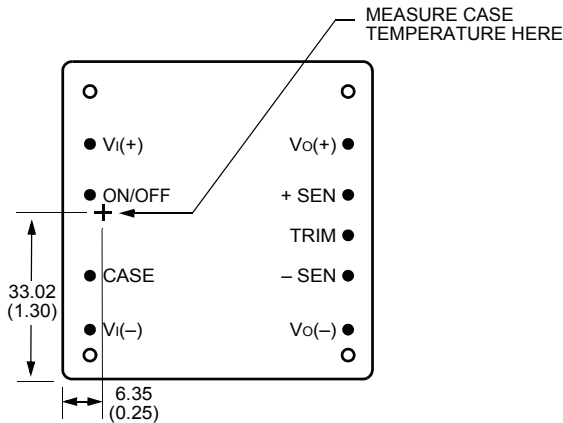 MEASURE CASE
TEMPERATURE HERE
VI(+)
VO(+)
ON/OFF
+ SEN
TRIM
CASE
– SEN
33.02
(1.30)
VI(–)
VO(–)
6.35
(0.25)